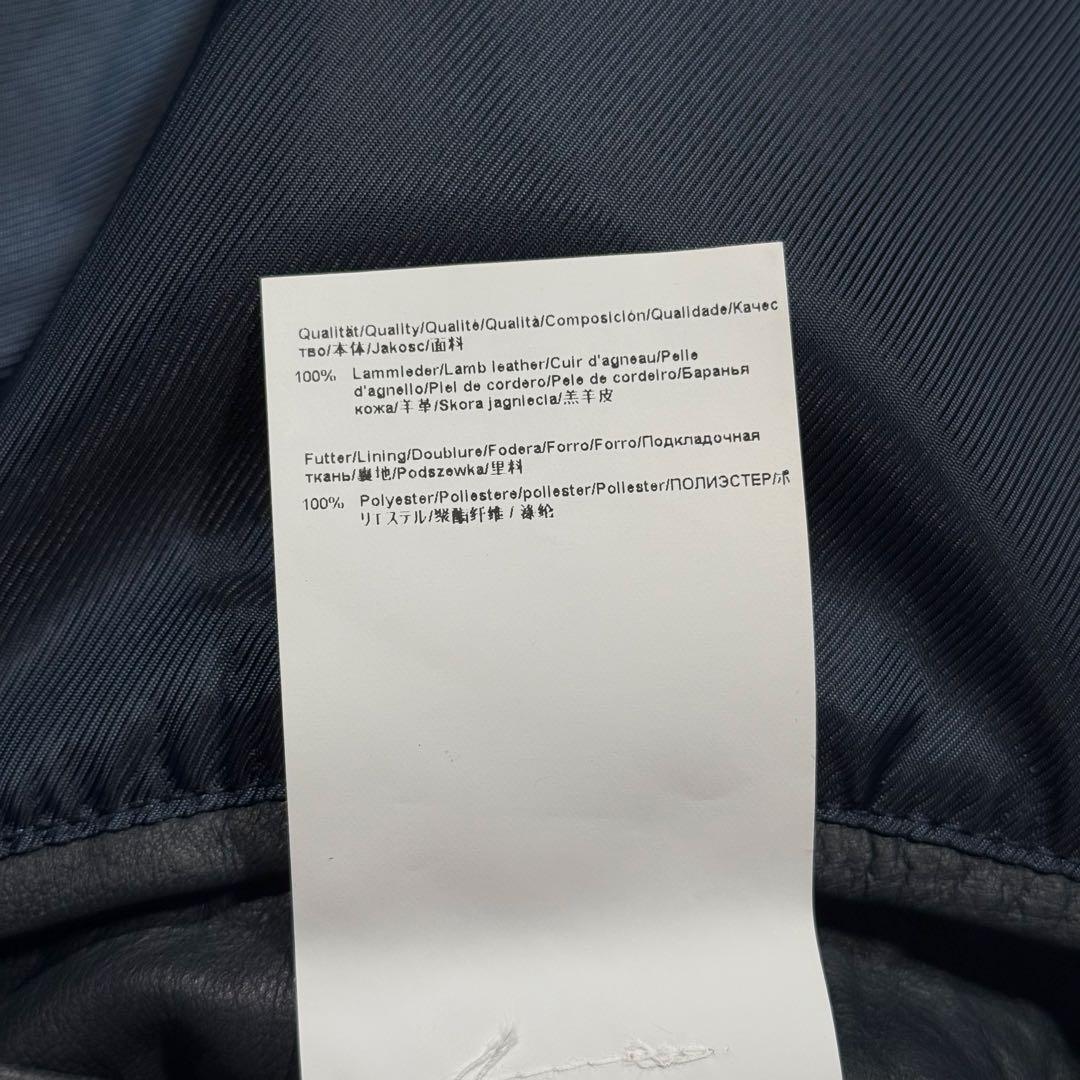 Qualität/Quality/Qualité/Qualità/Composición/Qualidade/Качес
тво/本体/Jakosc/面料
100% Lammleder/Lamb leather/Cuir d'agneau/Pelle
d'agnello/Piel de cordero/Pele de cordeiro/Баранья
кожа/羊革/Skora jagniecia/羔羊皮
Futter/Lining/Doublure/Fodera/Forro/Forro/Подкладочная
ткань/裏地/Podszewka/里料
100% Polyester/Poliestere/poliester/Poliester/ПОЛИЭСТЕР/ポ
リエステル/聚酯纤维 / 涤纶